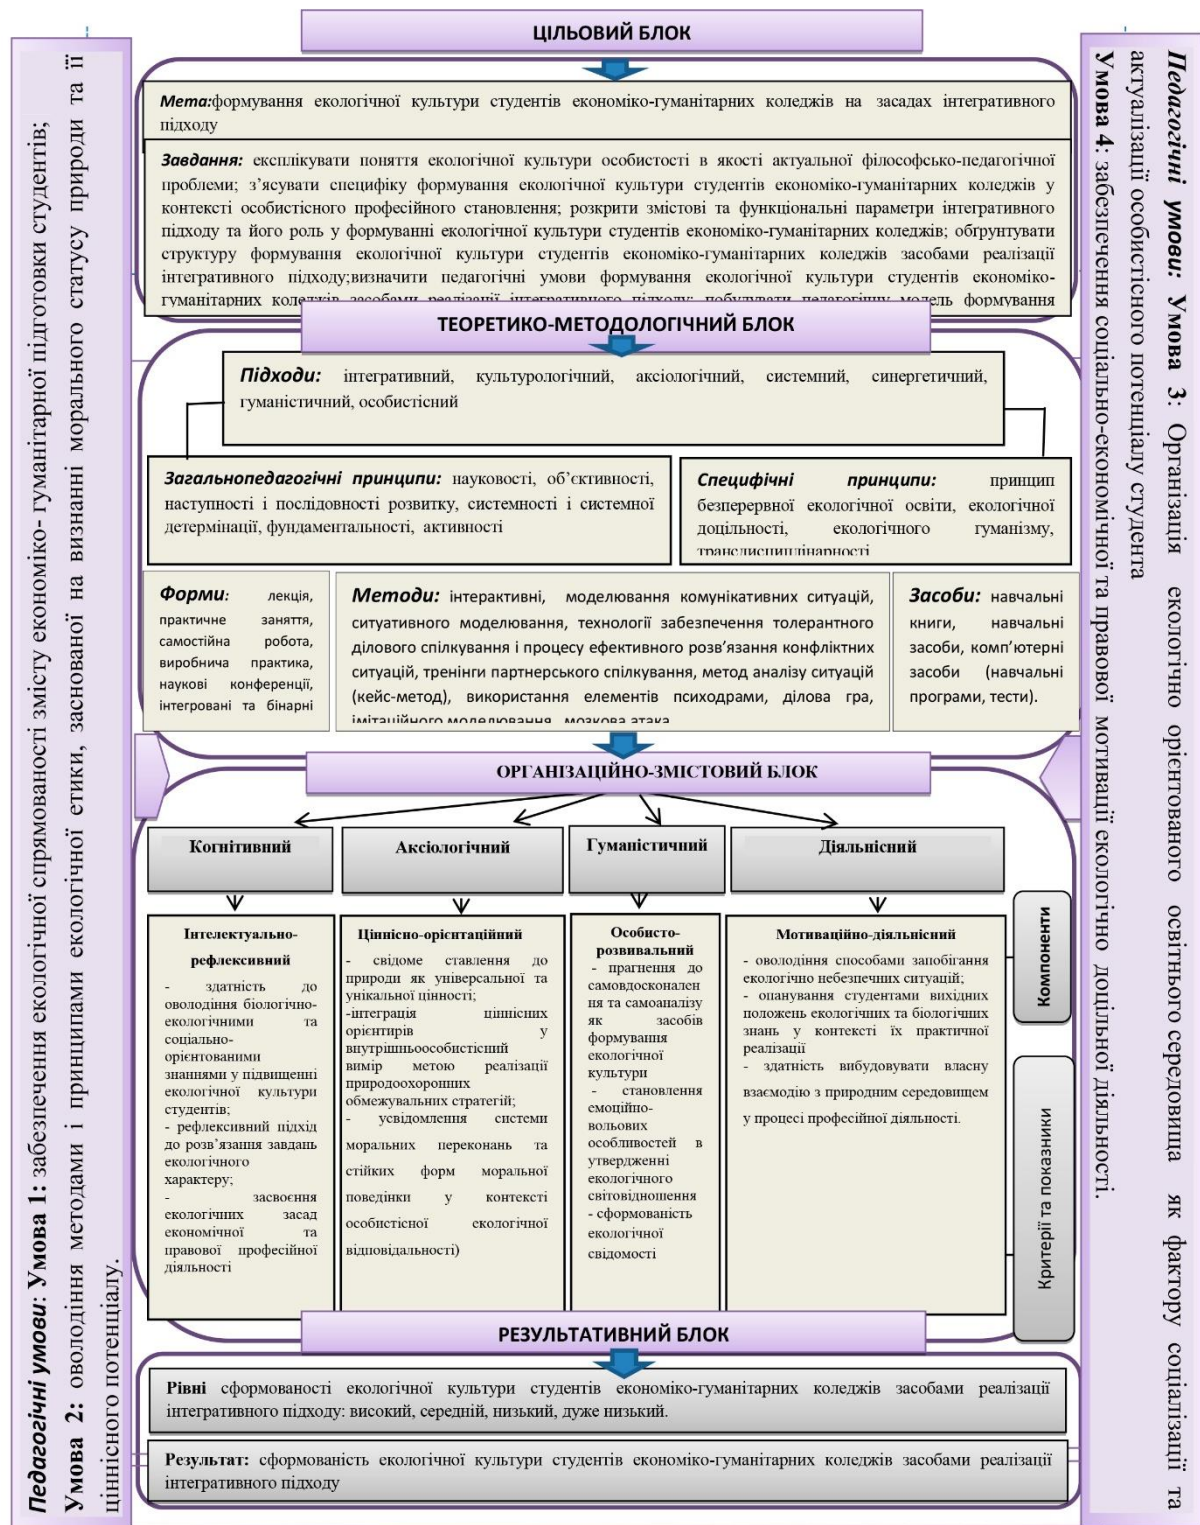 ЦІЛЬОВИЙ БЛОК
Мета:формування екологічної культури студентів економіко-гуманітарних коледжів на засадах інтегративного
підходу
Завдання: експлікувати поняття екологічної культури особистості в якості актуальної філософсько-педагогічної
проблеми; з’ясувати специфіку формування екологічної культури студентів економіко-гуманітарних коледжів у
контексті особистісного професійного становлення; розкрити змістові та функціональні параметри інтегративного
підходу та його роль у формуванні екологічної культури студентів економіко-гуманітарних коледжів; обґрунтувати
структуру формування екологічної культури студентів економіко-гуманітарних коледжів засобами реалізації
інтегративного підходу;визначити педагогічні умови формування екологічної культури студентів економіко-
гуманітарних коледжів засобами реалізації інтегративного підходу; побудувати педагогічну модель формування
ТЕОРЕТИКО-МЕТОДОЛОГІЧНИЙ БЛОК
Підходи: інтегративний, культурологічний, аксіологічний, системний, синергетичний,
гуманістичний, особистісний
Загальнопедагогічні принципи: науковості, об’єктивності,
наступності і послідовності розвитку, системності і системної
детермінації, фундаментальності, активності
Специфічні принципи: принцип
безперервної екологічної освіти, екологічної
доцільності, екологічного гуманізму,
трансдисциплінарності
Форми: лекція,
практичне заняття,
самостійна робота,
виробнича практика,
наукові конференції,
інтегровані та бінарні
Методи: інтерактивні, моделювання комунікативних ситуацій,
ситуативного моделювання, технології забезпечення толерантного
ділового спілкування і процесу ефективного розв’язання конфліктних
ситуацій, тренінги партнерського спілкування, метод аналізу ситуацій
(кейс-метод), використання елементів психодрами, ділова гра,
імітаційного моделювання, мозкова атака
Засоби: навчальні
книги, навчальні
засоби, комп’ютерні
засоби (навчальні
програми, тести).
ОРГАНІЗАЦІЙНО-ЗМІСТОВИЙ БЛОК
Когнітивний
Аксіологічний
Гуманістичний
Діяльнісний
Інтелектуально-
рефлексивний
- здатність до
оволодіння біологічно-
екологічними та
соціально-
орієнтованими
знаннями у підвищенні
екологічної культури
студентів;
- рефлексивний підхід
до розв’язання завдань
екологічного
характеру;
- засвоєння
екологічних засад
економічної та
правової професійної
діяльності
Ціннісно-орієнтаційний
- свідоме ставлення до
природи як універсальної та
унікальної цінності;
-інтеграція ціннісних
орієнтирів у
внутрішньоособистісний
вимір метою реалізації
природоохоронних
обмежувальних стратегій;
- усвідомлення системи
моральних переконань та
стійких форм моральної
поведінки у контексті
особистісної екологічної
відповідальності)
Особисто-
розвивальний
- прагнення до
самовдосконален
ня та самоаналізу
як засобів
формування
екологічної
культури
- становлення
емоційно-
вольових
особливостей в
утвердженні
екологічного
світовідношення
- сформованість
екологічної
свідомості
Мотиваційно-діяльнісний
- оволодіння способами запобігання
екологічно небезпечних ситуацій;
- опанування студентами вихідних
положень екологічних та біологічних
знань у контексті їх практичної
реалізації
- здатність вибудовувати власну
взаємодію з природним середовищем
у процесі професійної діяльності.
Компоненти
Критерії та показники
РЕЗУЛЬТАТИВНИЙ БЛОК
Рівні сформованості екологічної культури студентів економіко-гуманітарних коледжів засобами реалізації
інтегративного підходу: високий, середній, низький, дуже низький.
Результат: сформованість екологічної культури студентів економіко-гуманітарних коледжів засобами реалізації
інтегративного підходу
Педагогічні умови: Умова 1: забезпечення екологічної спрямованості змісту економіко- гуманітарної підготовки студентів;
Умова 2: оволодіння методами і принципами екологічної етики, заснованої на визнанні морального статусу природи та її
ціннісного потенціалу.
Педагогічні умови: Умова 3: Організація екологічно орієнтованого освітнього середовища як фактору соціалізації та
актуалізації особистісного потенціалу студента
Умова 4: забезпечення соціально-економічної та правової мотивації екологічно доцільної діяльності.